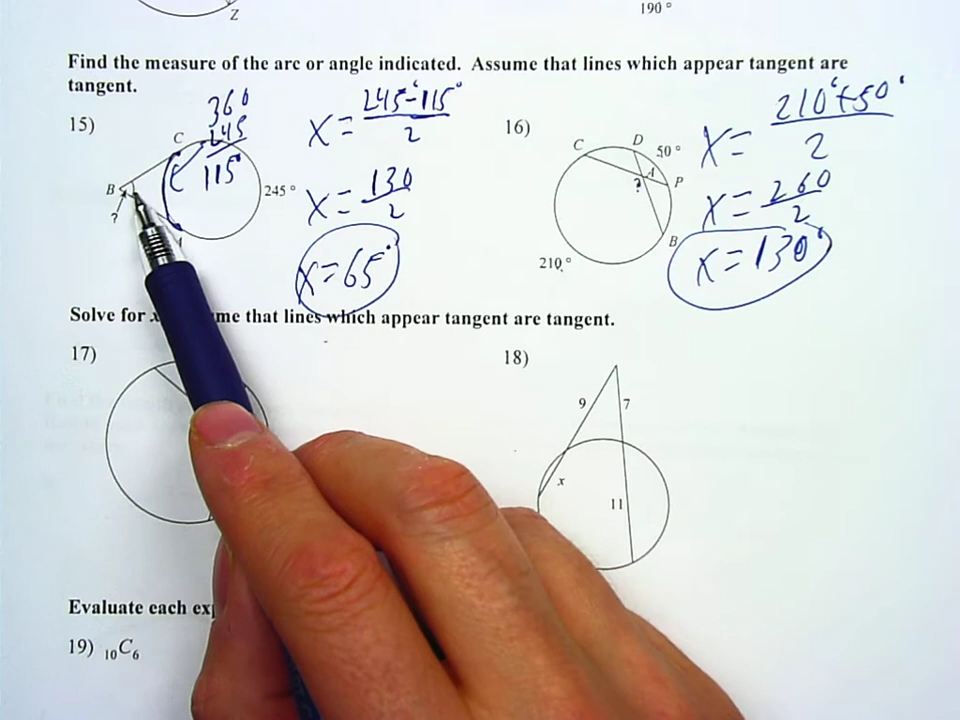 Z
190°
Find the measure of the arc or angle indicated. Assume that lines which appear tangent are
tangent.
15)
360
245
115°
C
B
?
245°
x = 245° - 115° / 2
x = 130 / 2
x = 65°
16)
C
D
50°
A
?
P
B
210°
x = 210° + 50° / 2
x = 260 / 2
x = 130°
Solve for me that lines which appear tangent are tangent.
17)
18)
9
7
x
11
Evaluate each
19) 10C6